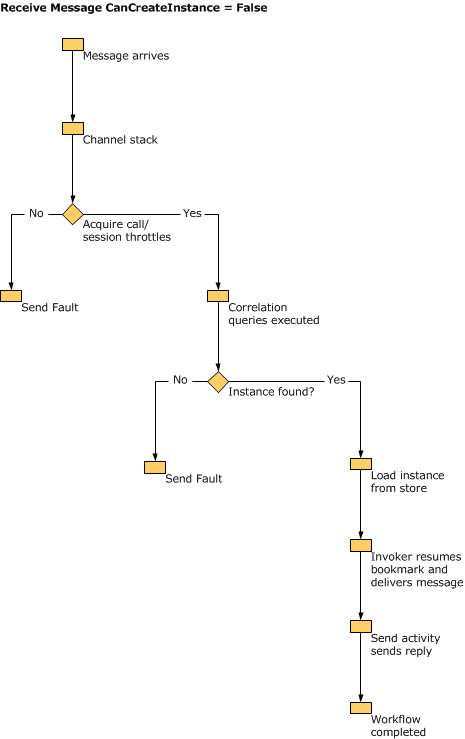 Receive Message CanCreateInstance = False
Message arrives
Channel stack
No
Yes
Acquire call/
session throttles
Send Fault
Correlation
queries executed
No
Yes
Instance found?
Send Fault
Load instance
from store
Invoker resumes
bookmark and
delivers message
Send activity
sends reply
Workflow
completed